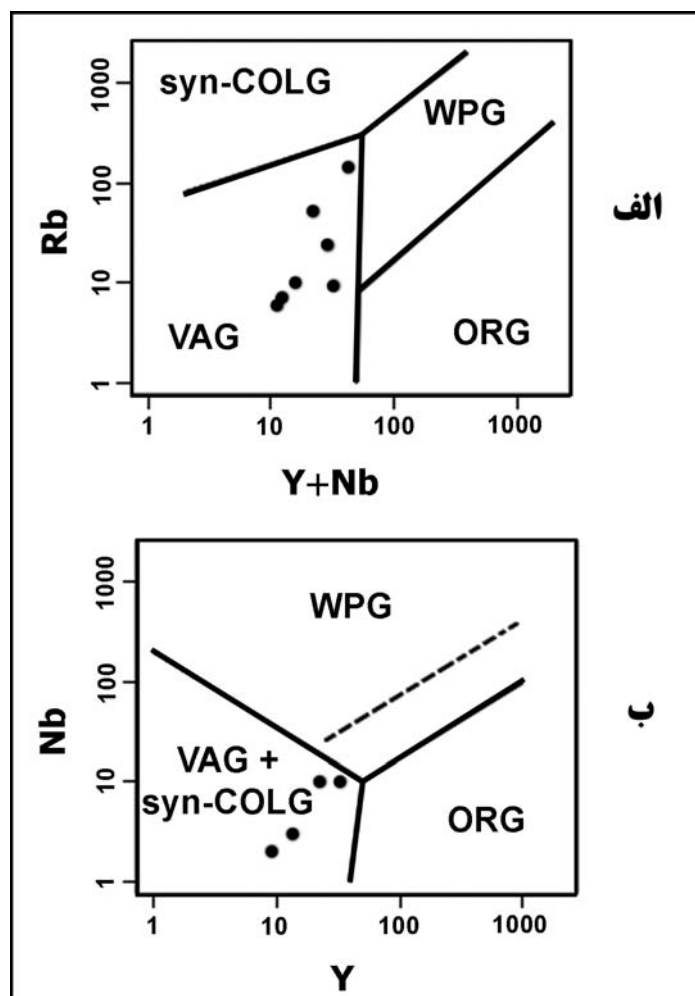 syn-COLG
WPG
VAG
ORG
Rb
1000
100
10
1
1
10
100
1000
Y+Nb
الف
WPG
VAG +
syn-COLG
ORG
Nb
1000
100
10
1
1
10
100
1000
Y
ب